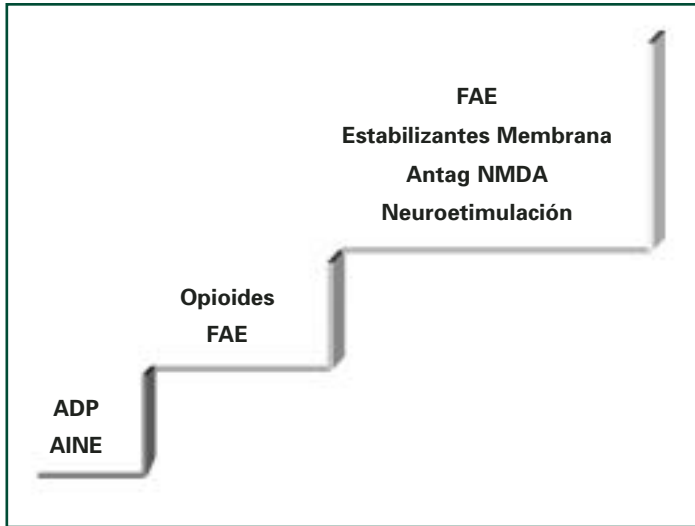 FAE
Estabilizantes Membrana
Antag NMDA
Neuroetimulación
Opioides
FAE
ADP
AINE